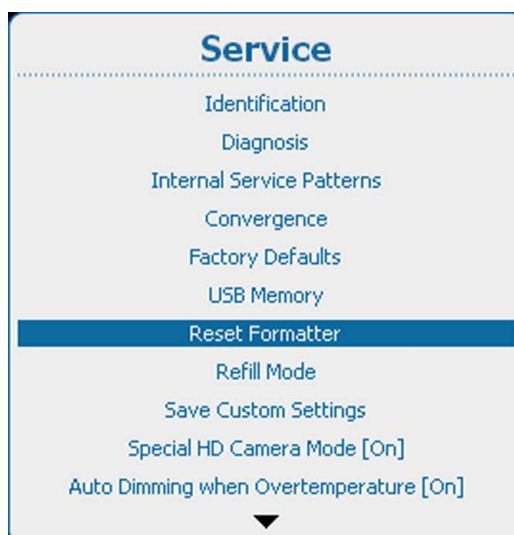 Service
Identification
Diagnosis
Internal Service Patterns
Convergence
Factory Defaults
USB Memory
Reset Formatter
Refill Mode
Save Custom Settings
Special HD Camera Mode [On]
Auto Dimming when Overtemperature [On]